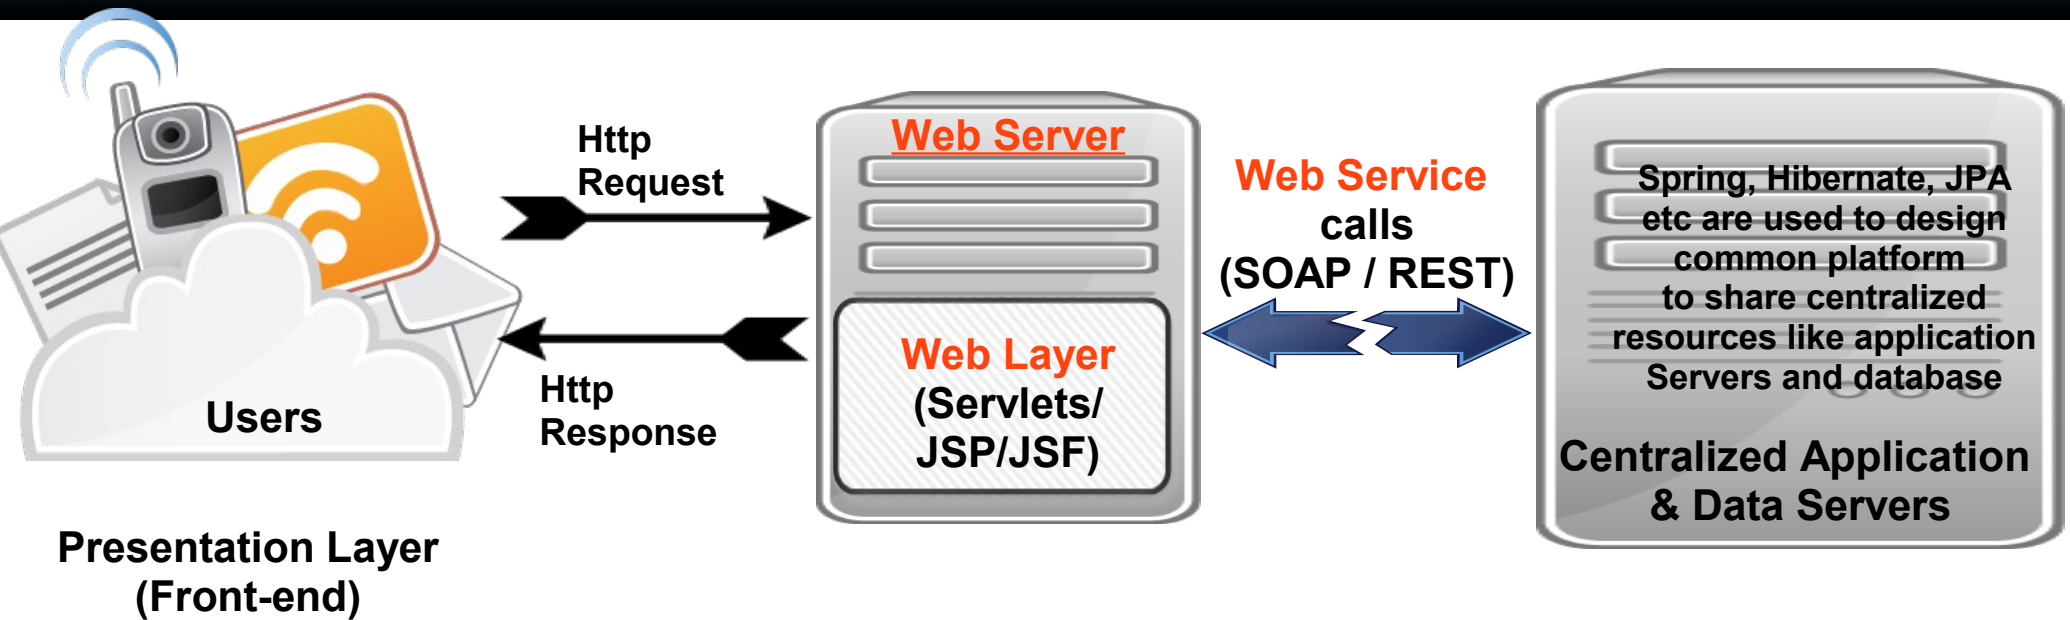 Http
Request
Web Server
Web Service
calls
(SOAP / REST)
Spring, Hibernate, JPA
etc are used to design
common platform
to share centralized
resources like application
Servers and database
Users
Http
Response
Web Layer
(Servlets/
JSP/JSF)
Centralized Application
& Data Servers
Presentation Layer
(Front-end)